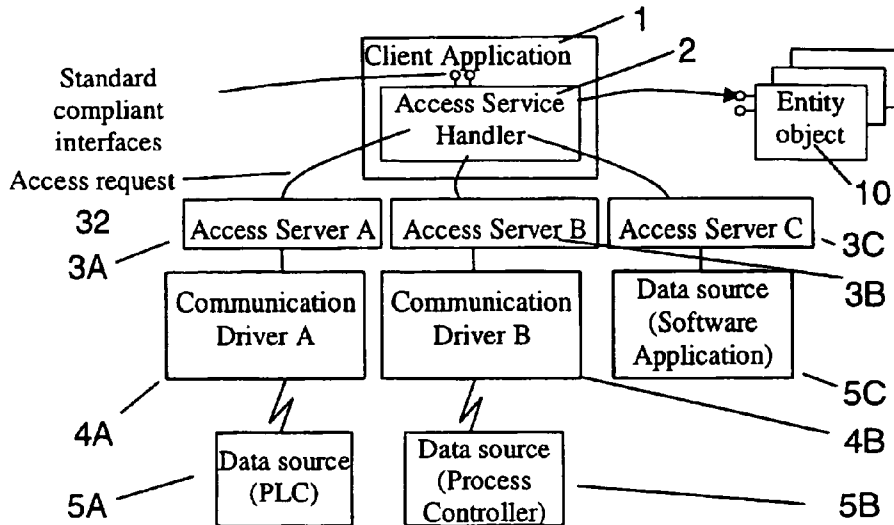 1
Client Application
2
Standard
compliant
interfaces
Access Service
Handler
Entity
object
Access request
10
32
Access Server A
Access Server B
Access Server C
3C
3A
3B
Communication
Driver A
Communication
Driver B
Data source
(Software
Application)
5C
4A
4B
Data source
(PLC)
Data source
(Process
Controller)
5A
5B